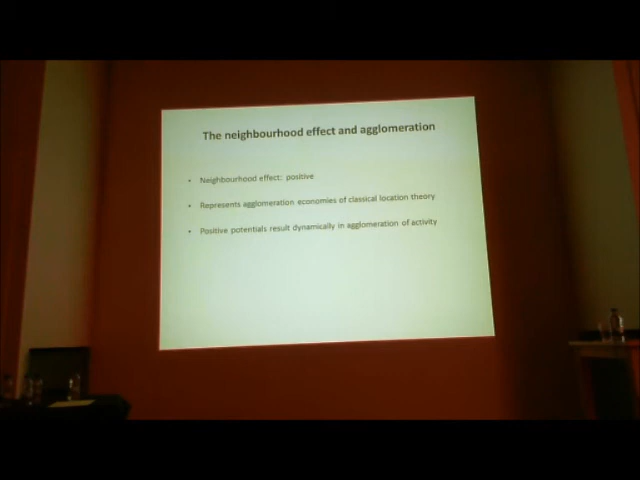 The neighbourhood effect and agglomeration
• Neighbourhood effect: positive
• Represents agglomeration economies of classical location theory
• Positive potentials result dynamically in agglomeration of activity